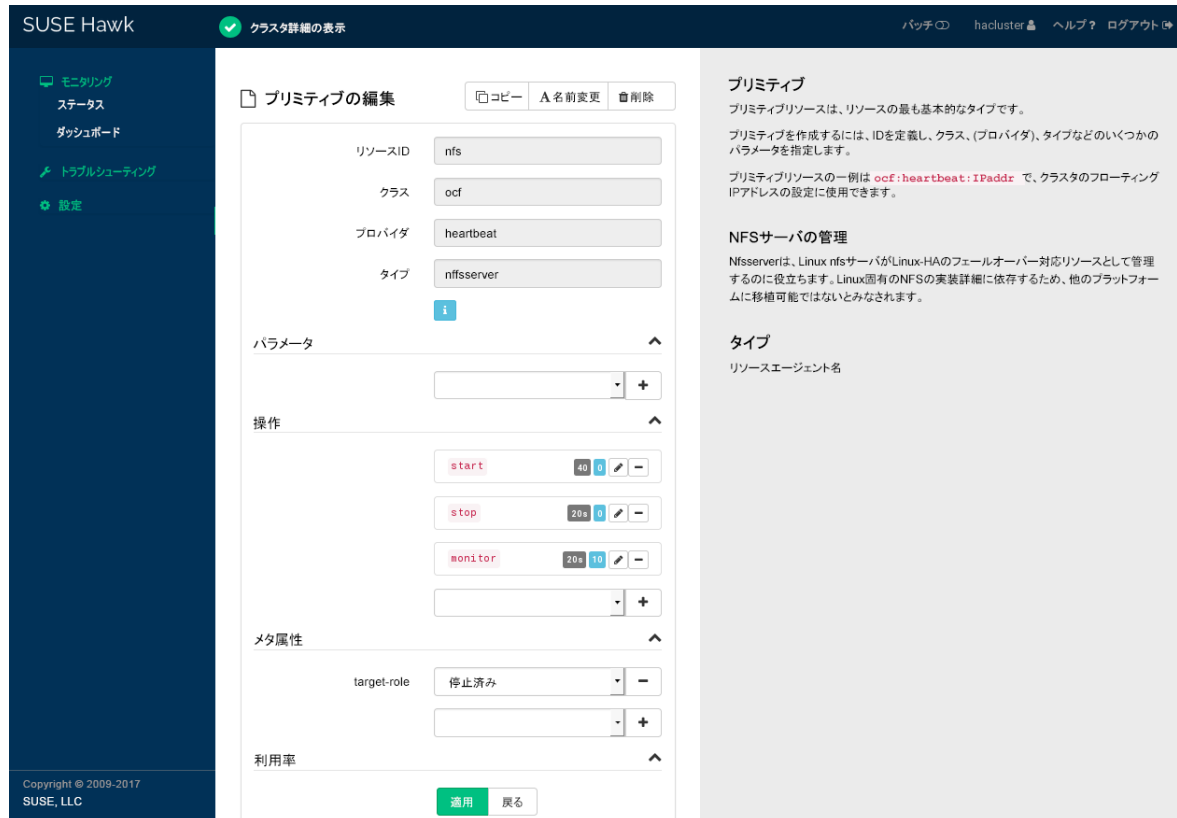 SUSE Hawk
クラスタ詳細の表示
バッチ hacluster ヘルプ? ログアウト
モニタリング
ステータス
ダッシュボード
トラブルシューティング
設定
プリミティブの編集
コピー A 名前変更 削除
リソースID nfs
クラス ocf
プロバイダ heartbeat
タイプ nffsserver
i
パラメータ
+
操作
start 40 0 −
stop 20s 0 −
monitor 20s 10 −
+
メタ属性
target-role 停止済み −
+
利用率
適用 戻る
プリミティブ
プリミティブリソースは、リソースの最も基本的なタイプです。
プリミティブを作成するには、IDを定義し、クラス、(プロバイダ)、タイプなどのいくつかの
パラメータを指定します。
プリミティブリソースの一例は ocf:heartbeat:IPaddr で、クラスタのフローティング
IPアドレスの設定に使用できます。
NFSサーバの管理
Nfsserverは、Linux nfsサーバがLinux-HAのフェールオーバー対応リソースとして管理
するのに役立ちます。Linux固有のNFSの実装詳細に依存するため、他のプラットフォー
ムに移植可能ではないとみなされます。
タイプ
リソースエージェント名
Copyright © 2009-2017
SUSE, LLC